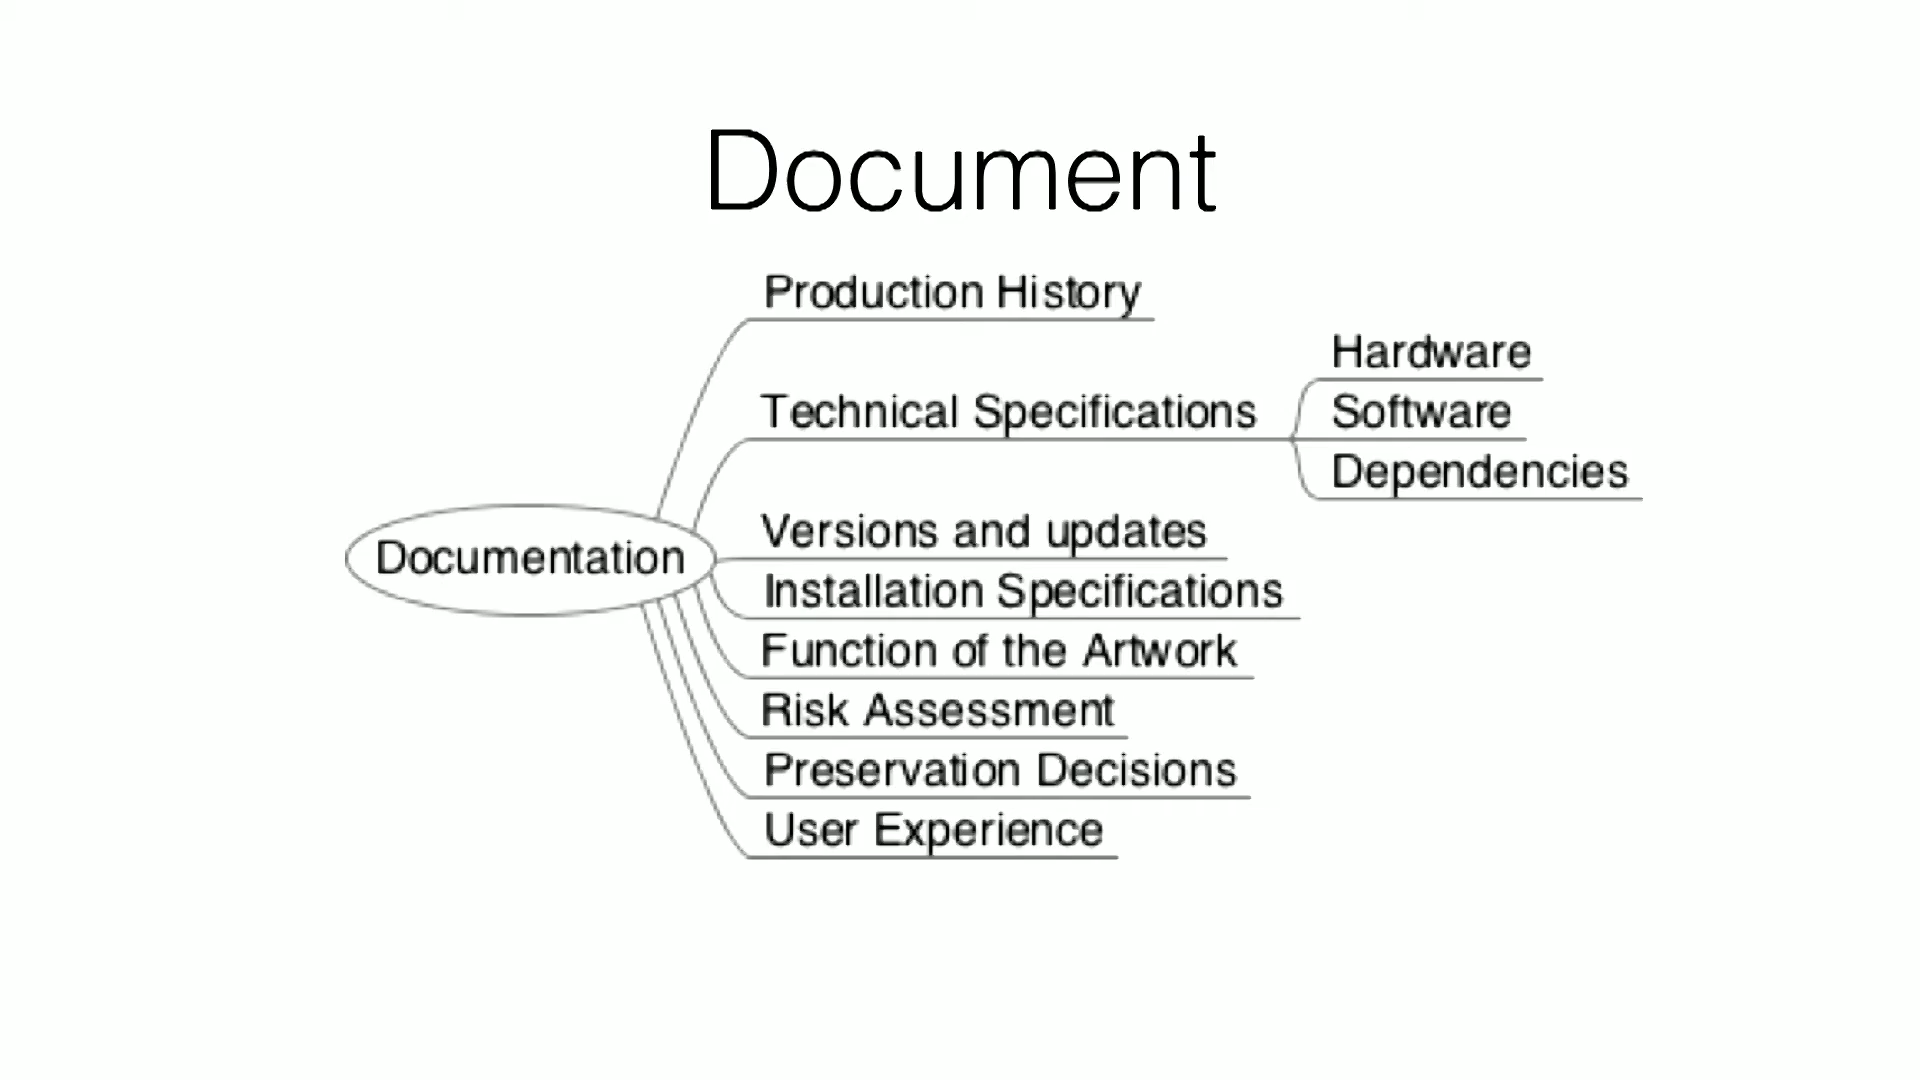 Document
Production History
Hardware
Technical Specifications
Software
Dependencies
Versions and updates
Documentation
Installation Specifications
Function of the Artwork
Risk Assessment
Preservation Decisions
User Experience